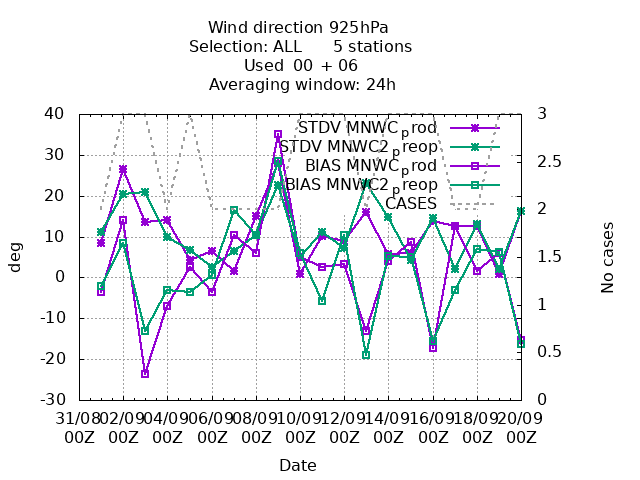 Wind direction 925hPa
Selection: ALL 5 stations
Used 00 + 06
Averaging window: 24h
40
30
20
10
0
-10
-20
-30
3
2.5
2
1.5
1
0.5
0
deg
No cases
STDV MNWC_prod
STDV MNWC2_preop
BIAS MNWC_prod
BIAS MNWC2_preop
CASES
31/08 02/09 04/09 06/09 08/09 10/09 12/09 14/09 16/09 18/09 20/09
00Z 00Z 00Z 00Z 00Z 00Z 00Z 00Z 00Z 00Z 00Z
Date